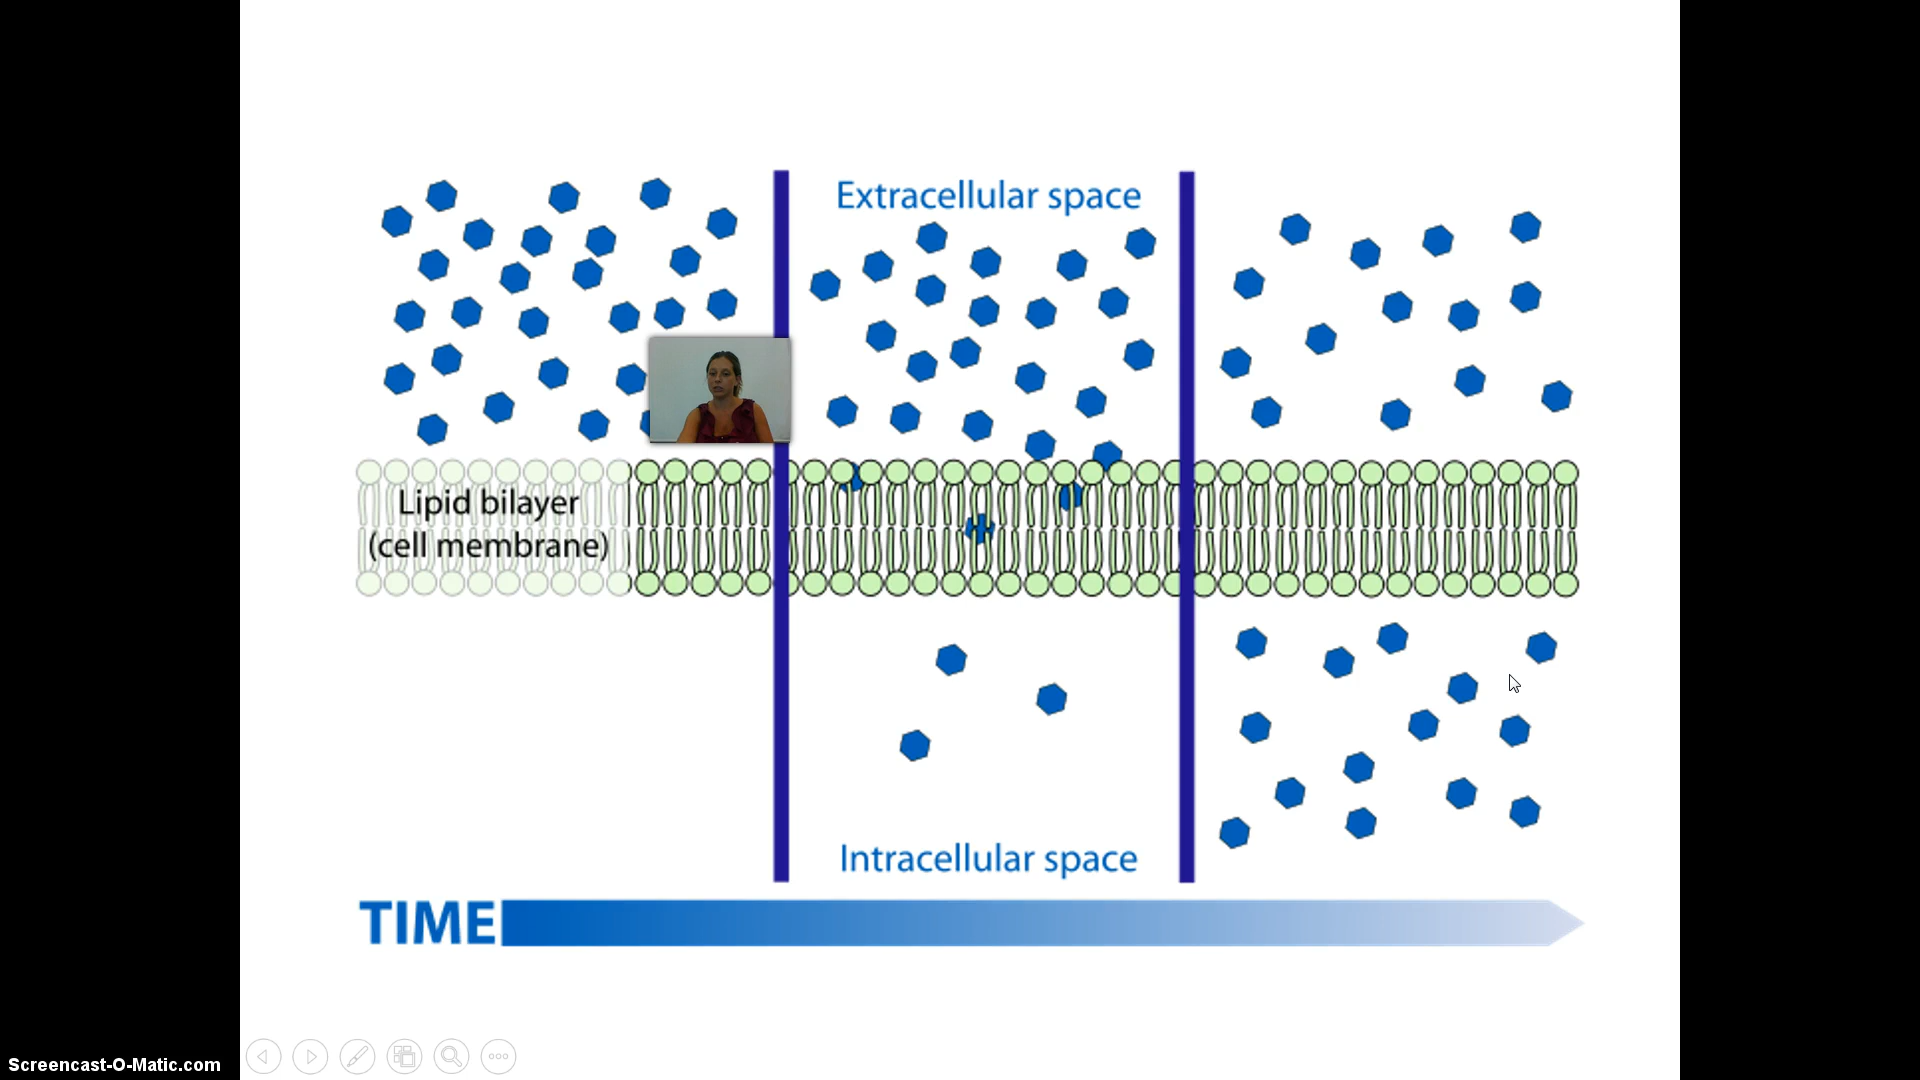 Extracellular space
Lipid bilayer
(cell membrane)
Intracellular space
TIME
Screencast-O-Matic.com